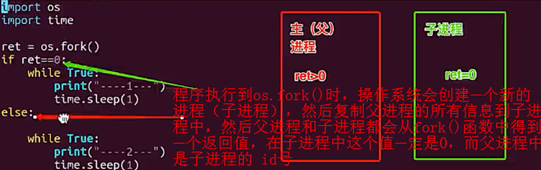 import os
import time
ret = os.fork()
if ret==0:
while True:
print("----1---")
time.sleep(1)
else:
while True:
print("----2---")
time.sleep(1)
主（父）
进程
ret>0
子进程
ret=0
程序执行到os.fork()时，操作系统会创建一个新的
进程（子进程），然后复制父进程的所有信息到子进
程中，然后父进程和子进程都会从fork()函数中得到
一个返回值，在子进程中这个值一定是0，而父进程中
是子进程的 id号